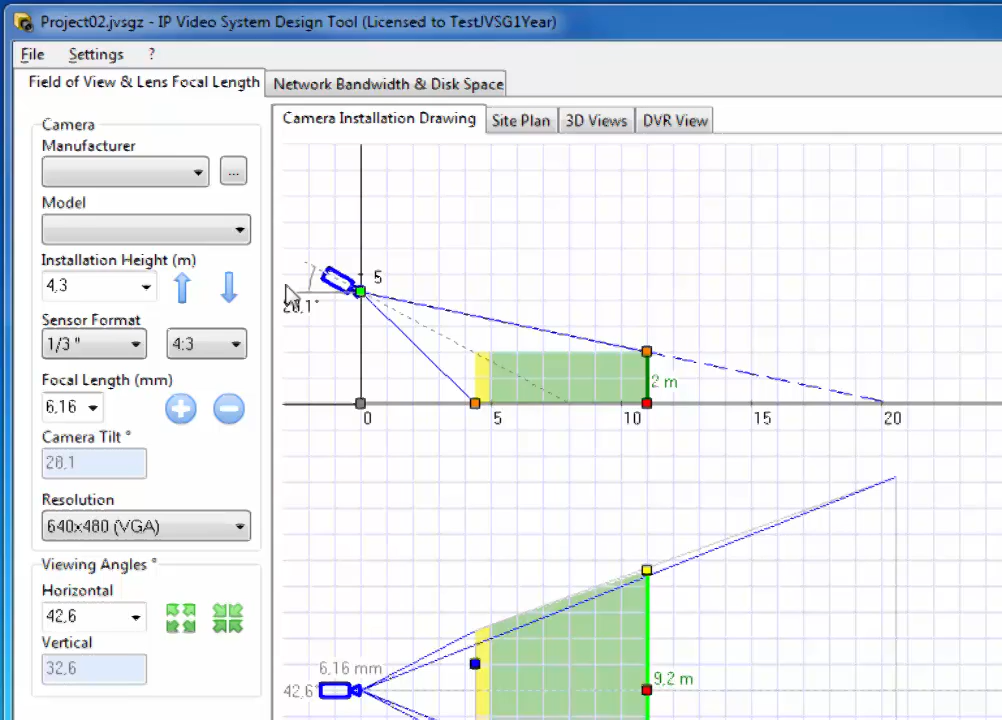 Project02.jvsgz - IP Video System Design Tool (Licensed to TestJVSG1Year)
File Settings ?
Field of View & Lens Focal Length Network Bandwidth & Disk Space
Camera Installation Drawing Site Plan 3D Views DVR View
Camera
Manufacturer
...
Model
Installation Height (m)
4,3
Sensor Format
1/3 " 4:3
Focal Length (mm)
6,16
Camera Tilt °
28,1
Resolution
640x480 (VGA)
Viewing Angles °
Horizontal
42,6
Vertical
32,6
5
28,1°
2 m
0 5 10 15 20
6,16 mm
42,6°
9,2 m